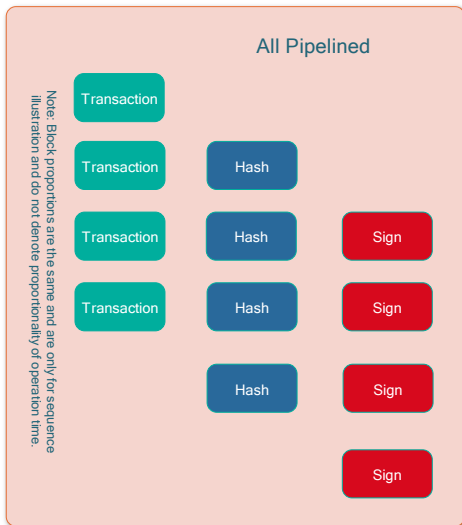 All Pipelined
Note: Block proportions are the same and are only for sequence
illustration and do not denote proportionality of operation time.
Transaction
Transaction
Hash
Transaction
Hash
Sign
Transaction
Hash
Sign
Hash
Sign
Sign